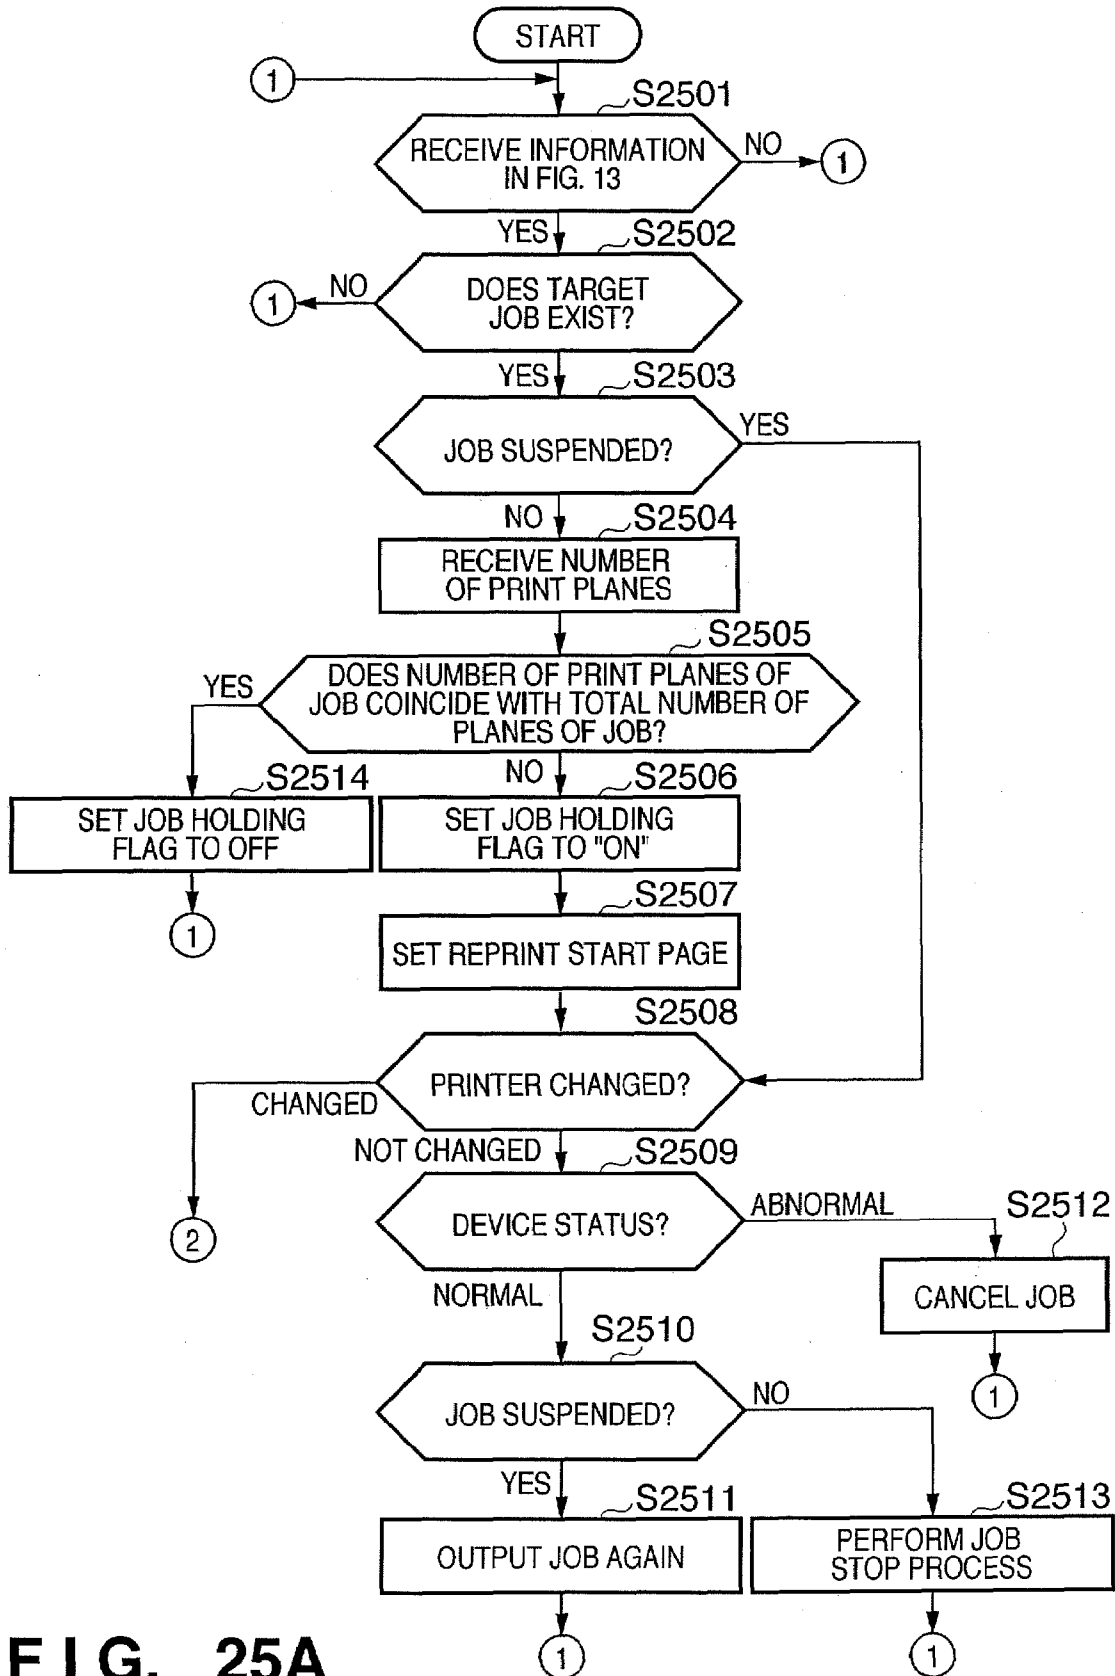 START
1
S2501
RECEIVE INFORMATION
IN FIG. 13
NO
1
YES
S2502
DOES TARGET
JOB EXIST?
NO
1
YES
S2503
JOB SUSPENDED?
YES
NO
S2504
RECEIVE NUMBER
OF PRINT PLANES
S2505
DOES NUMBER OF PRINT PLANES OF
JOB COINCIDE WITH TOTAL NUMBER OF
PLANES OF JOB?
YES
NO
S2514
SET JOB HOLDING
FLAG TO OFF
1
S2506
SET JOB HOLDING
FLAG TO "ON"
S2507
SET REPRINT START PAGE
S2508
PRINTER CHANGED?
CHANGED
2
NOT CHANGED
S2509
DEVICE STATUS?
ABNORMAL
S2512
CANCEL JOB
1
NORMAL
S2510
JOB SUSPENDED?
NO
YES
S2511
OUTPUT JOB AGAIN
1
S2513
PERFORM JOB
STOP PROCESS
1
FIG. 25A